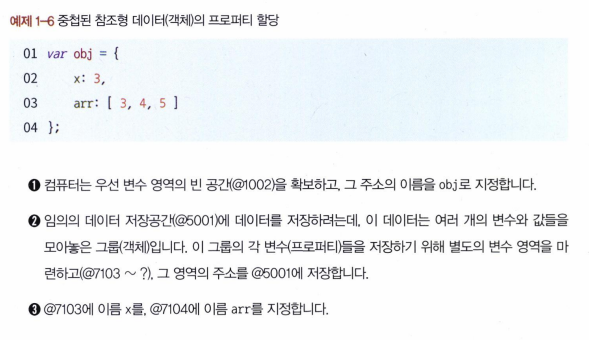 예제 1-6 중첩된 참조형 데이터(객체)의 프로퍼티 할당
01 var obj = {
02 x: 3,
03 arr: [ 3, 4, 5 ]
04 };
❶ 컴퓨터는 우선 변수 영역의 빈 공간(@1002)을 확보하고, 그 주소의 이름을 obj로 지정합니다.
❷ 임의의 데이터 저장공간(@5001)에 데이터를 저장하려는데, 이 데이터는 여러 개의 변수와 값들을
모아놓은 그룹(객체)입니다. 이 그룹의 각 변수(프로퍼티)들을 저장하기 위해 별도의 변수 영역을 마
련하고(@7103 ~ ?), 그 영역의 주소를 @5001에 저장합니다.
❸ @7103에 이름 x를, @7104에 이름 arr를 지정합니다.